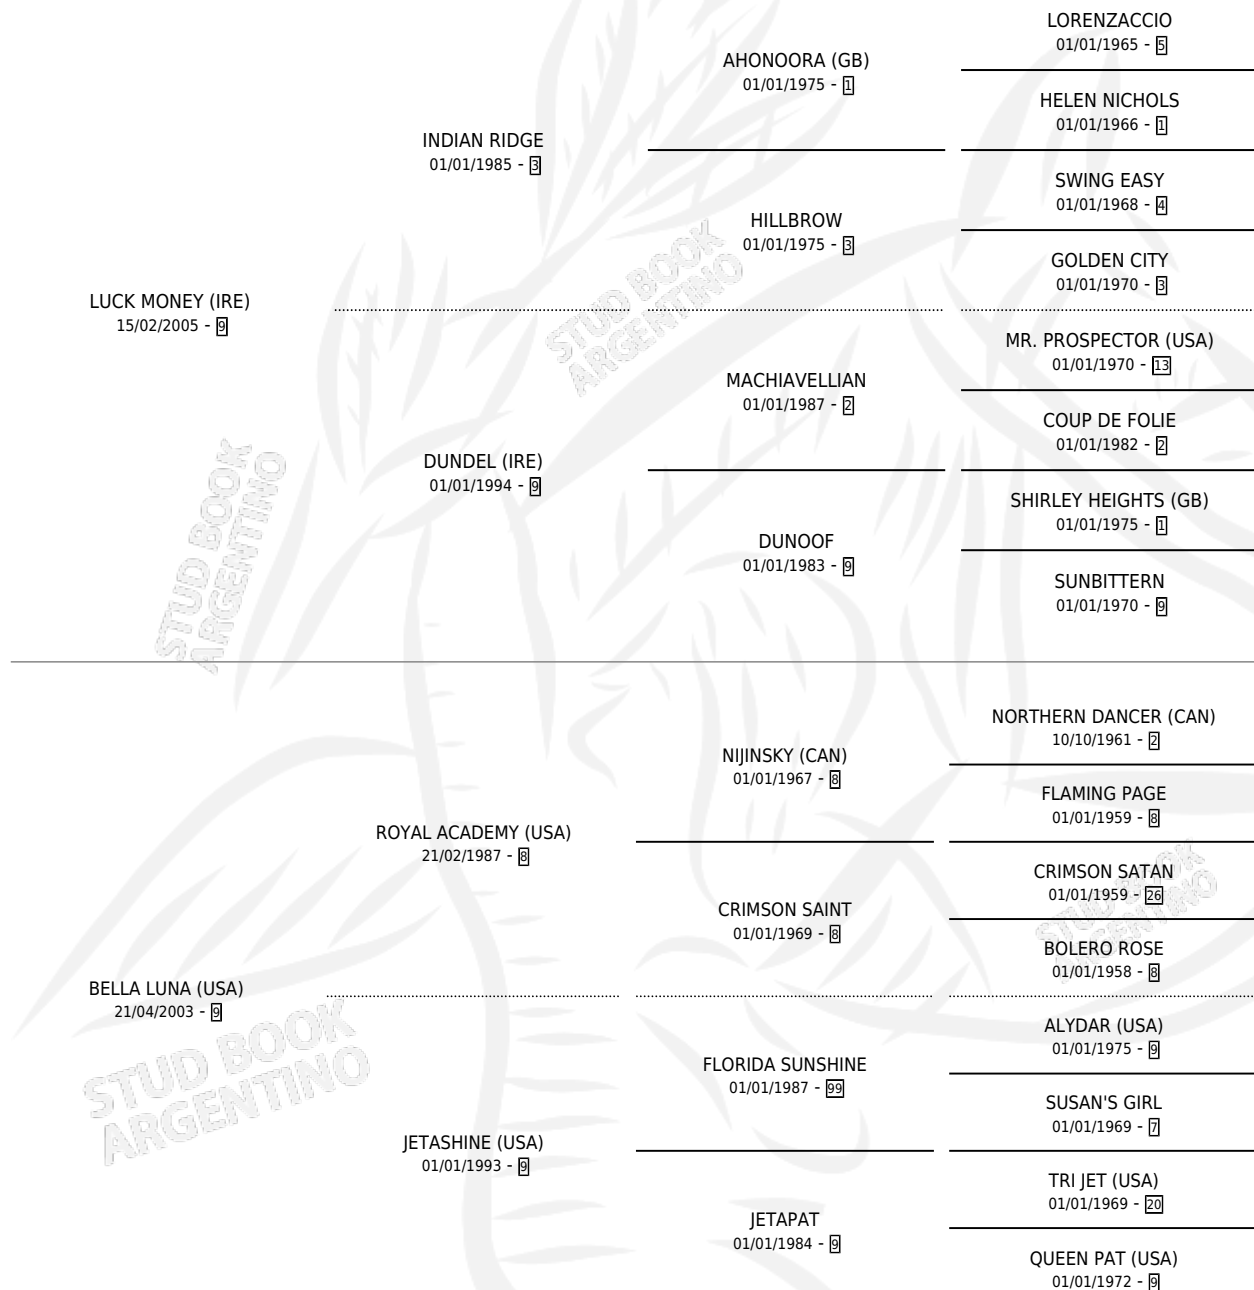 LORENZACCIO
01/01/1965 - 5
AHONOORA (GB)
01/01/1975 - 1
HELEN NICHOLS
01/01/1966 - 1
INDIAN RIDGE
01/01/1985 - 3
SWING EASY
01/01/1968 - 4
HILLBROW
01/01/1975 - 3
GOLDEN CITY
01/01/1970 - 3
LUCK MONEY (IRE)
15/02/2005 - 9
STUD BOOK
ARGENTINO
MR. PROSPECTOR (USA)
01/01/1970 - 13
MACHIAVELLIAN
01/01/1987 - 2
COUP DE FOLIE
01/01/1982 - 2
DUNDEL (IRE)
01/01/1994 - 9
SHIRLEY HEIGHTS (GB)
01/01/1975 - 1
DUNOOF
01/01/1983 - 9
SUNBITTERN
01/01/1970 - 9
STUD BOOK
ARGENTINO
NORTHERN DANCER (CAN)
10/10/1961 - 2
NIJINSKY (CAN)
01/01/1967 - 8
FLAMING PAGE
01/01/1959 - 8
ROYAL ACADEMY (USA)
21/02/1987 - 8
CRIMSON SATAN
01/01/1959 - 26
CRIMSON SAINT
01/01/1969 - 8
BOLERO ROSE
01/01/1958 - 8
STUD BOOK
ARGENTINO
BELLA LUNA (USA)
21/04/2003 - 9
ALYDAR (USA)
01/01/1975 - 9
FLORIDA SUNSHINE
01/01/1987 - 99
SUSAN'S GIRL
01/01/1969 - 7
STUD BOOK
ARGENTINO
JETASHINE (USA)
01/01/1993 - 9
TRI JET (USA)
01/01/1969 - 20
JETAPAT
01/01/1984 - 9
QUEEN PAT (USA)
01/01/1972 - 9